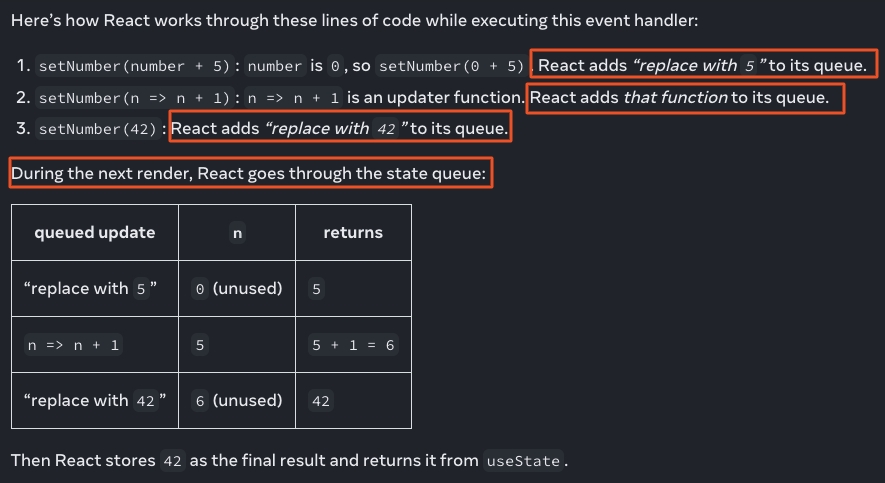 Here’s how React works through these lines of code while executing this event handler:
1. setNumber(number + 5): number is 0, so setNumber(0 + 5). React adds “replace with 5” to its queue.
2. setNumber(n => n + 1): n => n + 1 is an updater function. React adds that function to its queue.
3. setNumber(42): React adds “replace with 42” to its queue.
During the next render, React goes through the state queue:
queued update n returns
“replace with 5” 0 (unused) 5
n => n + 1 5 5 + 1 = 6
“replace with 42” 6 (unused) 42
Then React stores 42 as the final result and returns it from useState.